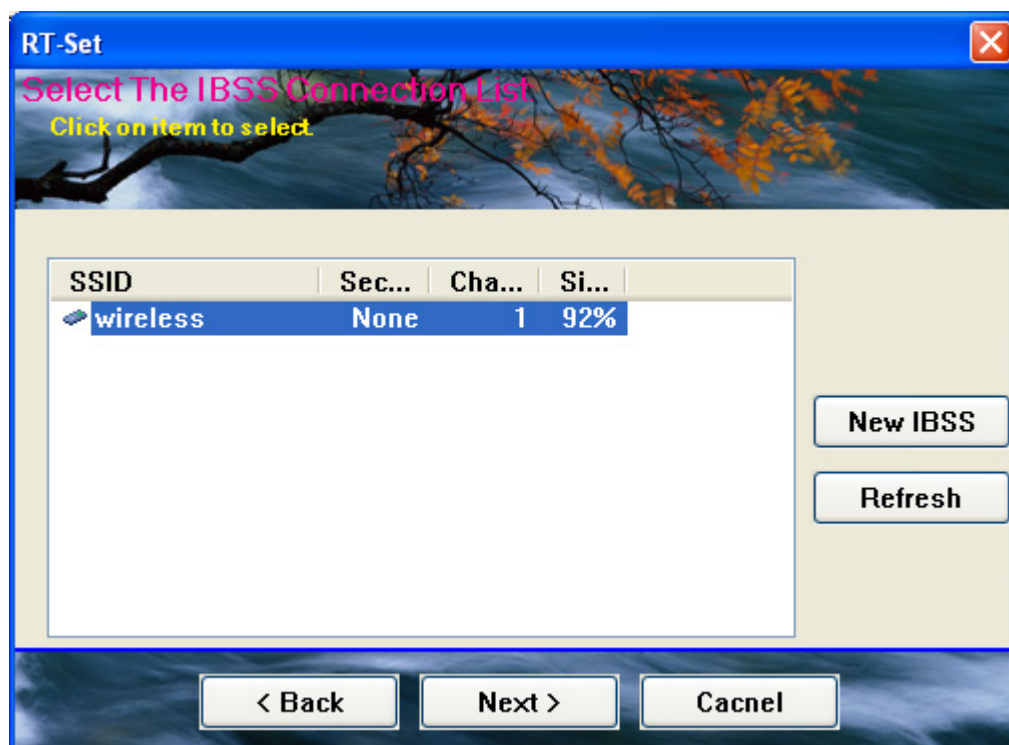 RT-Set
Select The IBSS Connection List
Click on item to select.
SSID Sec... Cha... Si...
wireless None 1 92%
New IBSS
Refresh
< Back Next > Cacnel